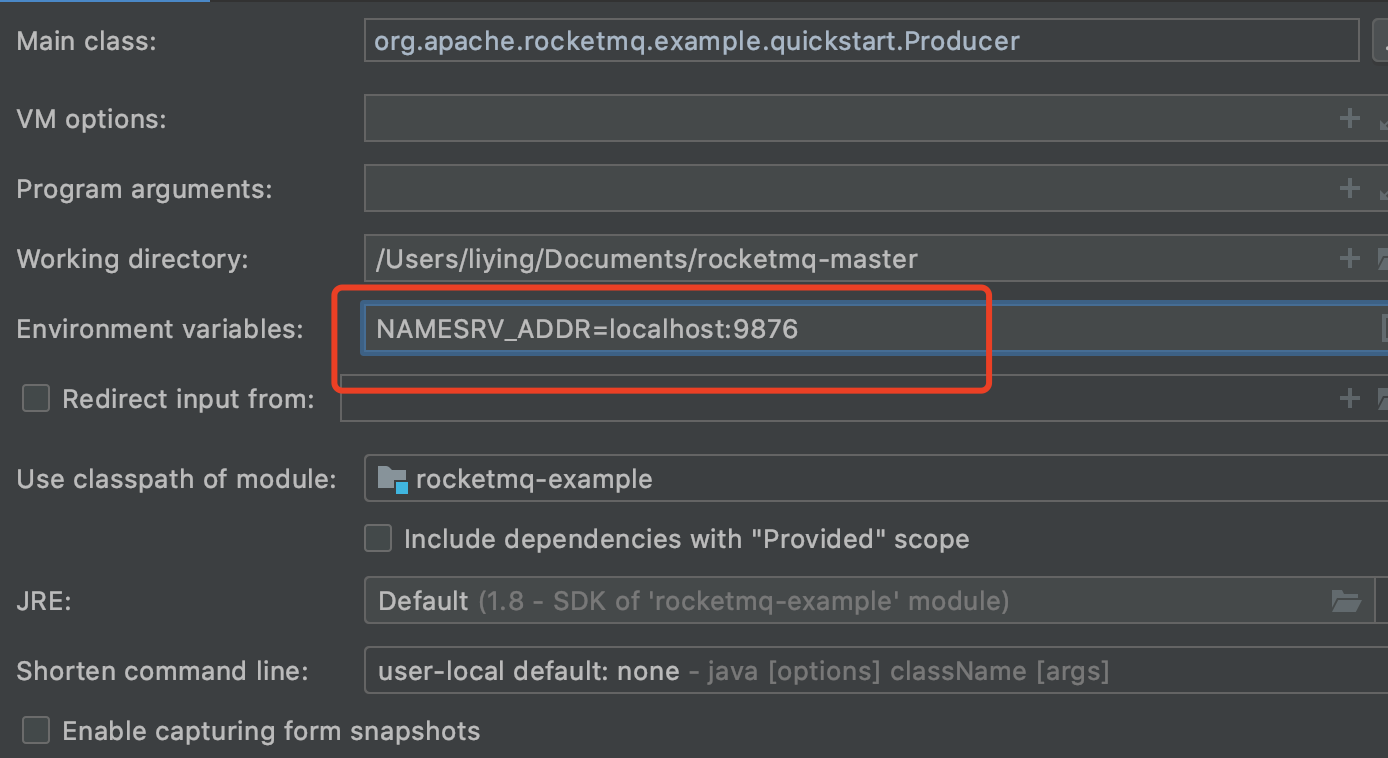 Main class: org.apache.rocketmq.example.quickstart.Producer
VM options:
Program arguments:
Working directory: /Users/liying/Documents/rocketmq-master
Environment variables: NAMESRV_ADDR=localhost:9876
Redirect input from:
Use classpath of module: rocketmq-example
Include dependencies with "Provided" scope
JRE: Default (1.8 - SDK of 'rocketmq-example' module)
Shorten command line: user-local default: none - java [options] className [args]
Enable capturing form snapshots